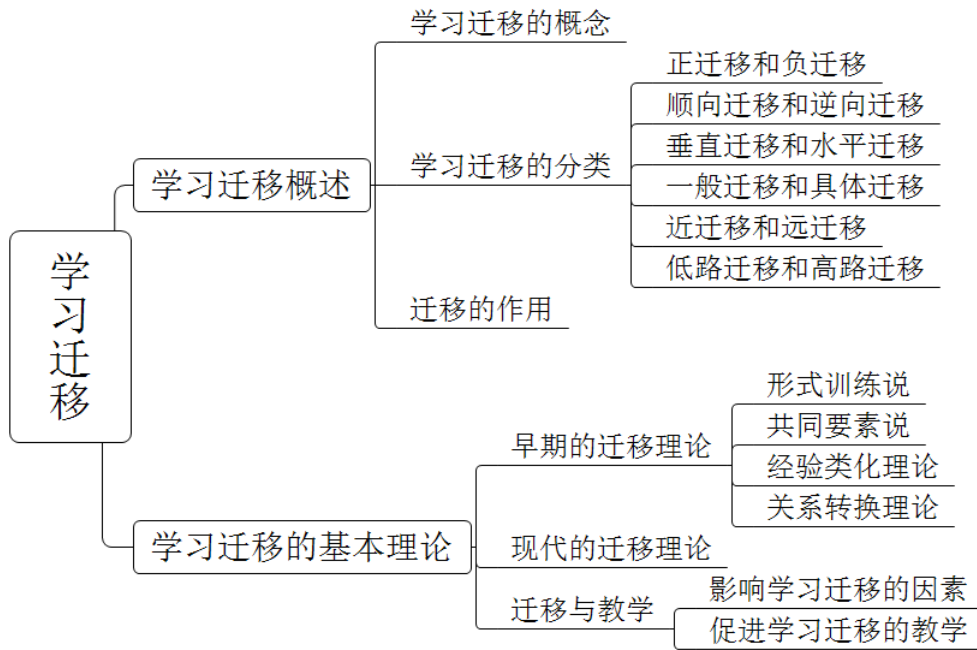 学习迁移
学习迁移概述
学习迁移的概念
学习迁移的分类
正迁移和负迁移
顺向迁移和逆向迁移
垂直迁移和水平迁移
一般迁移和具体迁移
近迁移和远迁移
低路迁移和高路迁移
迁移的作用
学习迁移的基本理论
早期的迁移理论
形式训练说
共同要素说
经验类化理论
关系转换理论
现代的迁移理论
迁移与教学
影响学习迁移的因素
促进学习迁移的教学